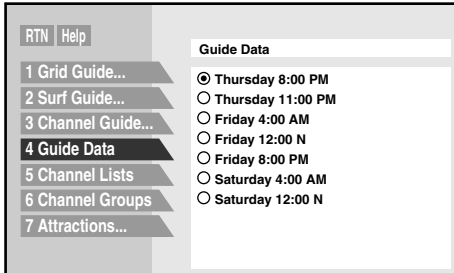 RTN Help
1 Grid Guide...
2 Surf Guide...
3 Channel Guide...
4 Guide Data
5 Channel Lists
6 Channel Groups
7 Attractions...
Guide Data
Thursday 8:00 PM
Thursday 11:00 PM
Friday 4:00 AM
Friday 12:00 N
Friday 8:00 PM
Saturday 4:00 AM
Saturday 12:00 N